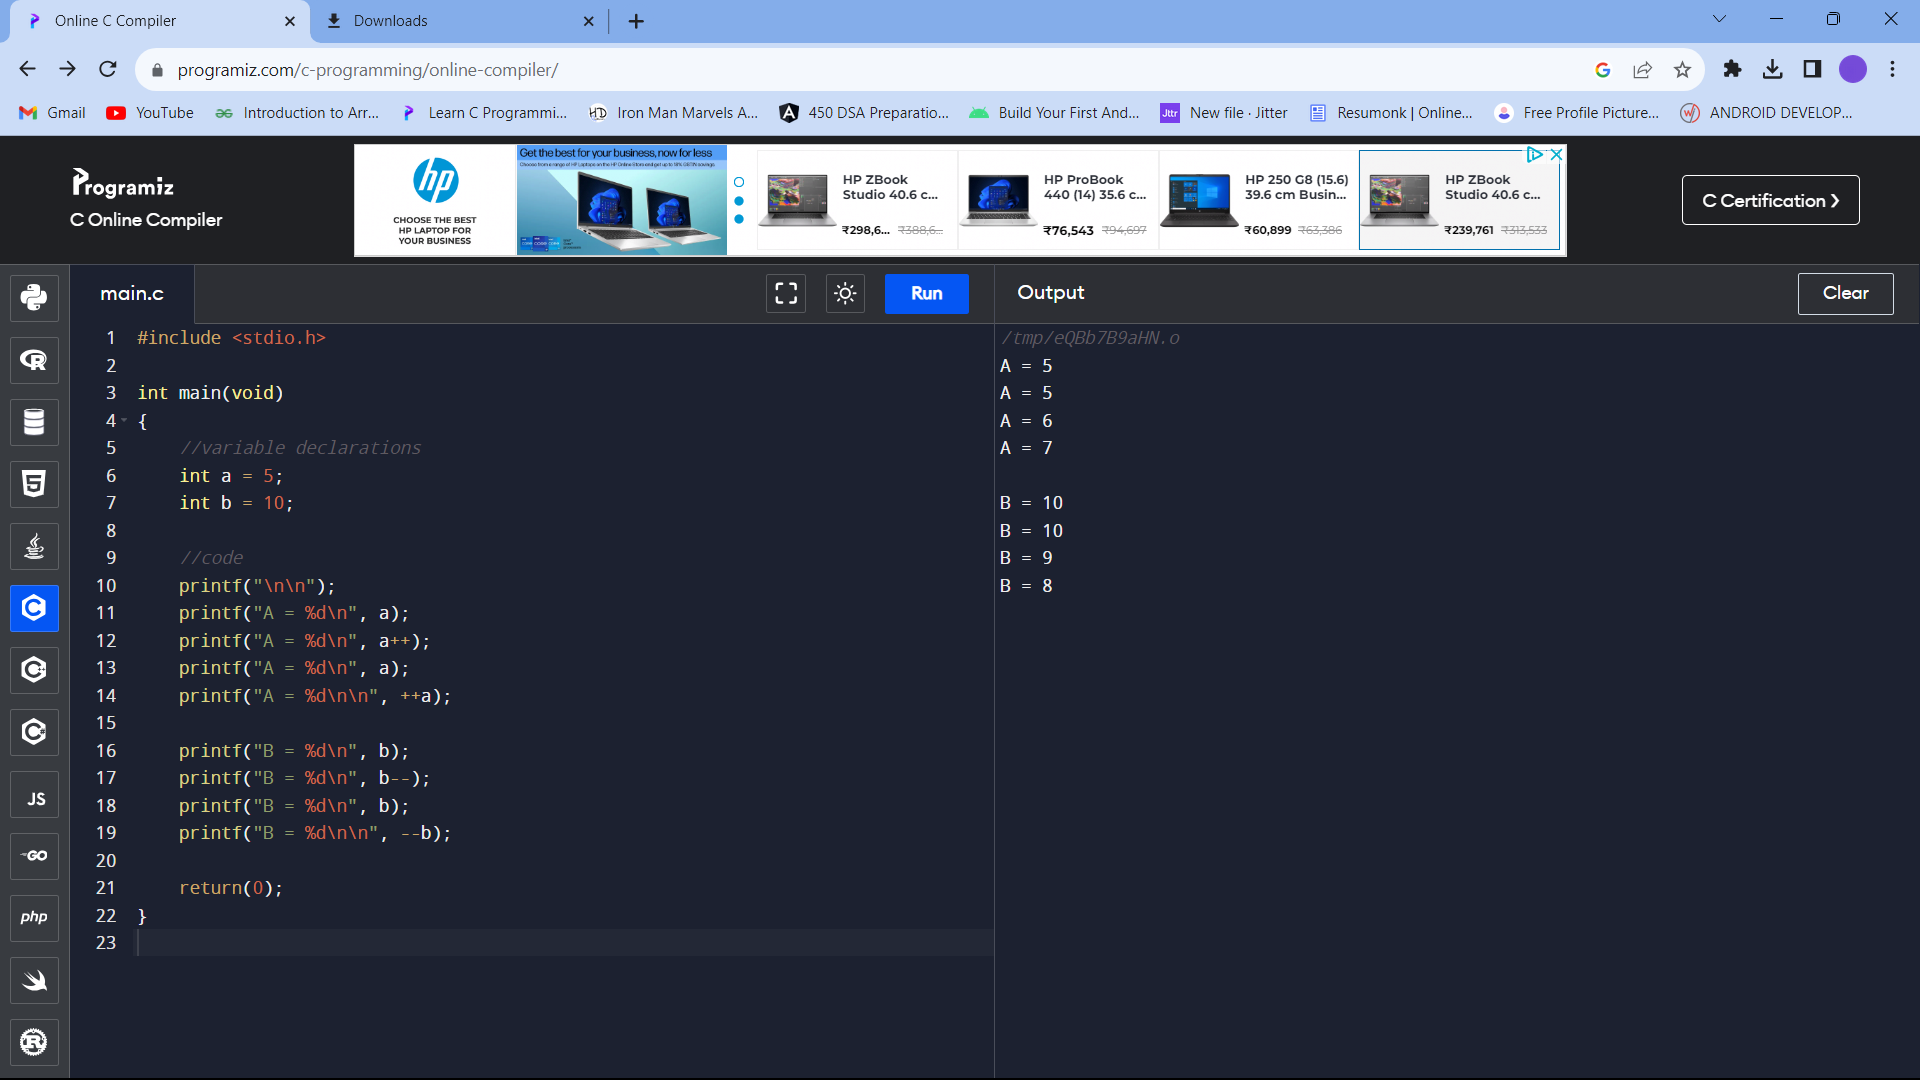 Online C Compiler
Downloads
programiz.com/c-programming/online-compiler/
Gmail
YouTube
Introduction to Arr...
Learn C Programmi...
Iron Man Marvels A...
450 DSA Preparatio...
Build Your First And...
Jttr
New file · Jitter
Resumonk | Online...
Free Profile Picture...
ANDROID DEVELOP...
Programiz
C Online Compiler
hp
CHOOSE THE BEST
HP LAPTOP FOR
YOUR BUSINESS
Get the best for your business, now for less
HP ZBook
Studio 40.6 c...
₹298,6... ₹388,6...
HP ProBook
440 (14) 35.6 c...
₹76,543 ₹94,697
HP 250 G8 (15.6)
39.6 cm Busin...
₹60,899 ₹63,386
HP ZBook
Studio 40.6 c...
₹239,761 ₹313,533
C Certification ❯
main.c
Run
Output
Clear
1 #include <stdio.h>
2
3 int main(void)
4 {
5 //variable declarations
6 int a = 5;
7 int b = 10;
8
9 //code
10 printf("\n\n");
11 printf("A = %d\n", a);
12 printf("A = %d\n", a++);
13 printf("A = %d\n", a);
14 printf("A = %d\n\n", ++a);
15
16 printf("B = %d\n", b);
17 printf("B = %d\n", b--);
18 printf("B = %d\n", b);
19 printf("B = %d\n\n", --b);
20
21 return(0);
22 }
23
/tmp/eQBb7B9aHN.o
A = 5
A = 5
A = 6
A = 7
B = 10
B = 10
B = 9
B = 8
JS
GO
php